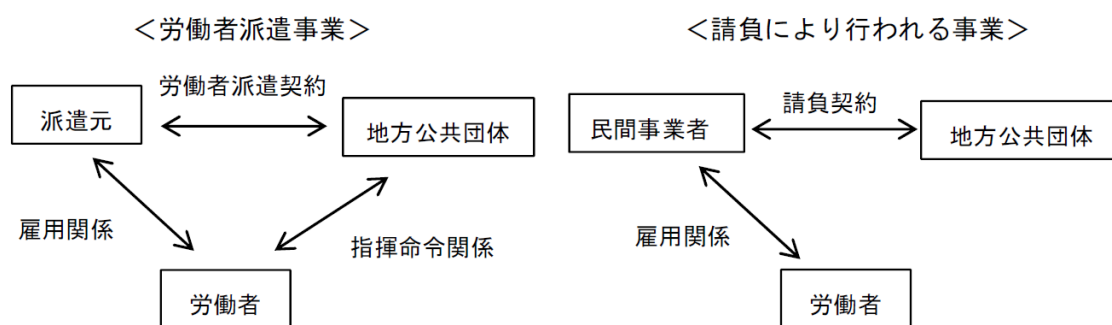 ＜労働者派遣事業＞
労働者派遣契約
派遣元
地方公共団体
雇用関係
指揮命令関係
労働者
＜請負により行われる事業＞
請負契約
民間事業者
地方公共団体
雇用関係
労働者